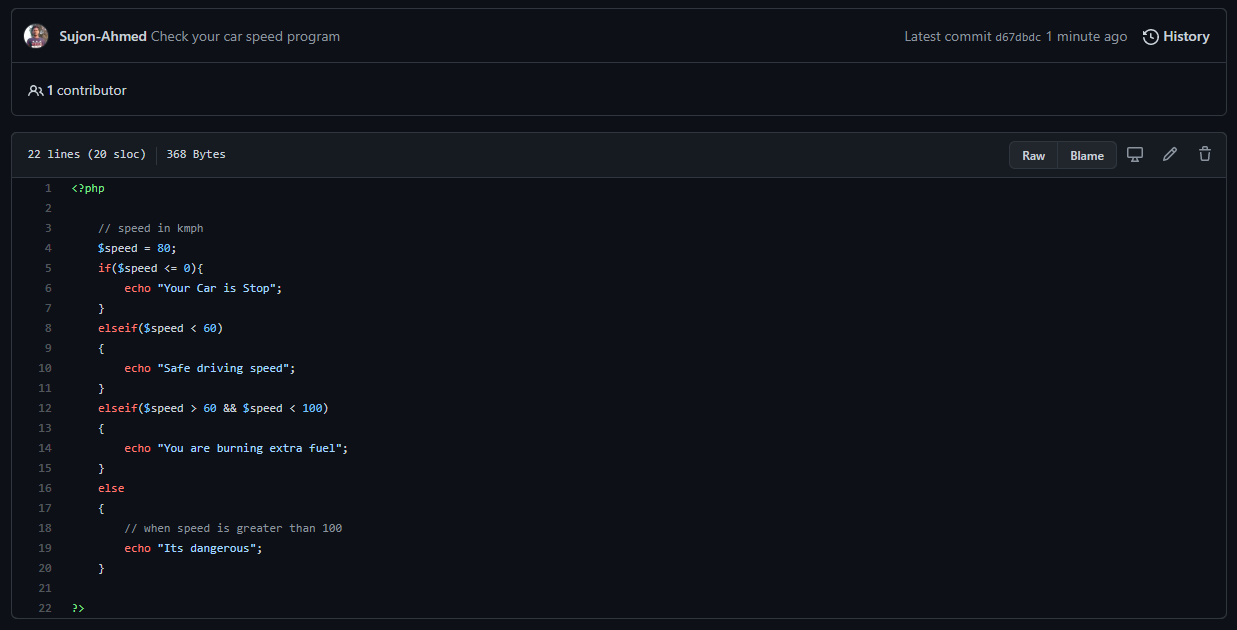 Sujon-Ahmed Check your car speed program Latest commit d67dbdc 1 minute ago History
1 contributor
22 lines (20 sloc) 368 Bytes Raw Blame
1 <?php
2
3 // speed in kmph
4 $speed = 80;
5 if($speed <= 0){
6 echo "Your Car is Stop";
7 }
8 elseif($speed < 60)
9 {
10 echo "Safe driving speed";
11 }
12 elseif($speed > 60 && $speed < 100)
13 {
14 echo "You are burning extra fuel";
15 }
16 else
17 {
18 // when speed is greater than 100
19 echo "Its dangerous";
20 }
21
22 ?>